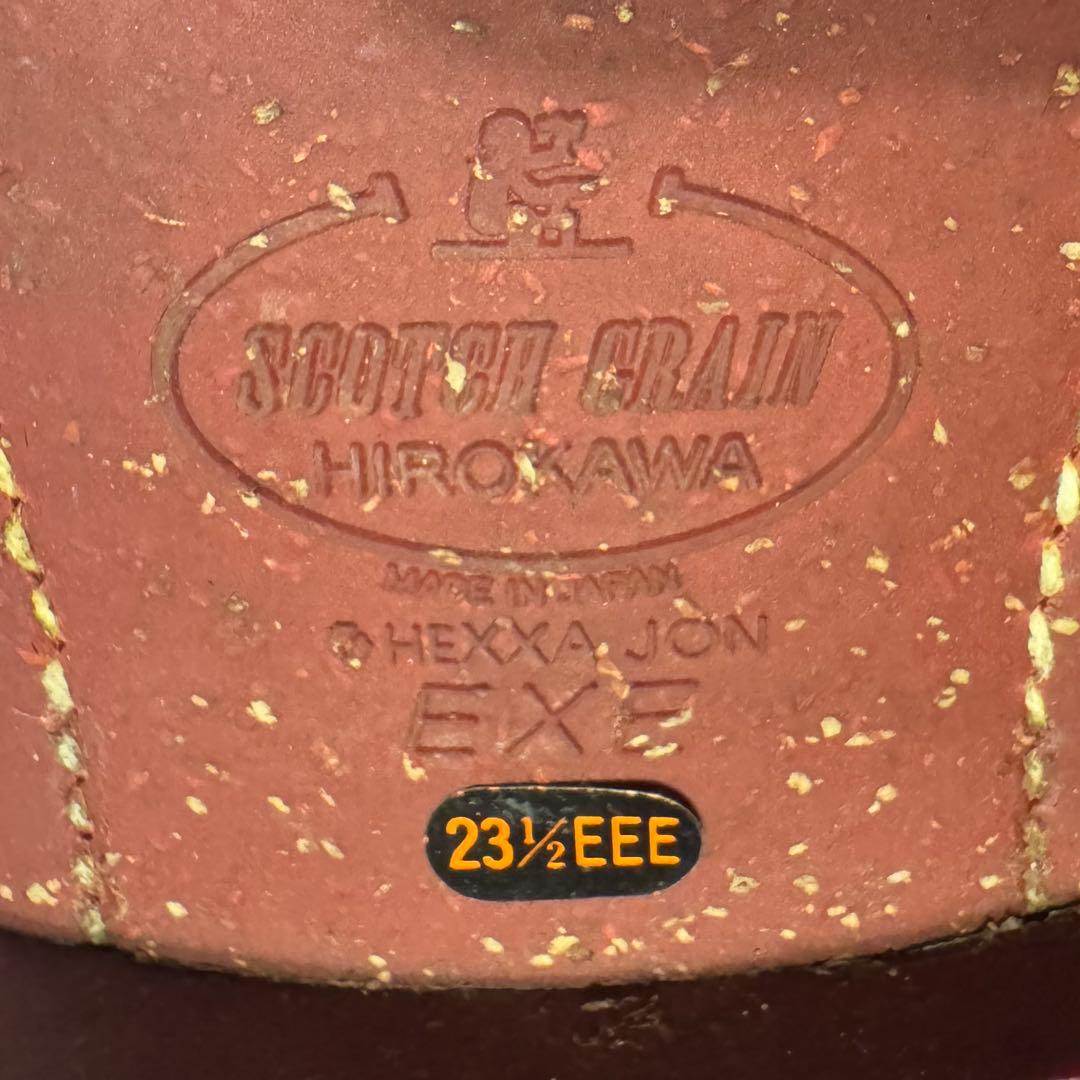 SCOTCH GRAIN
HIROKAWA
MADE IN JAPAN
© HEXXA JON
EXE
23½EEE